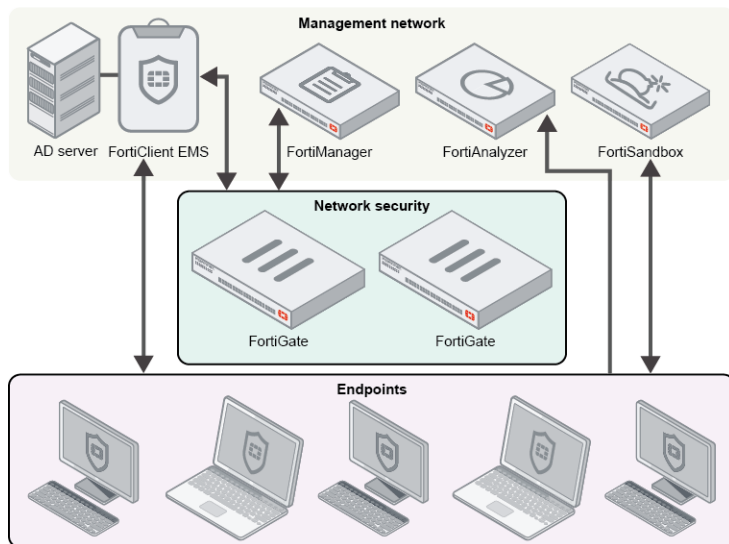 Management network
AD server
FortiClient EMS
FortiManager
FortiAnalyzer
FortiSandbox
Network security
FortiGate
FortiGate
Endpoints